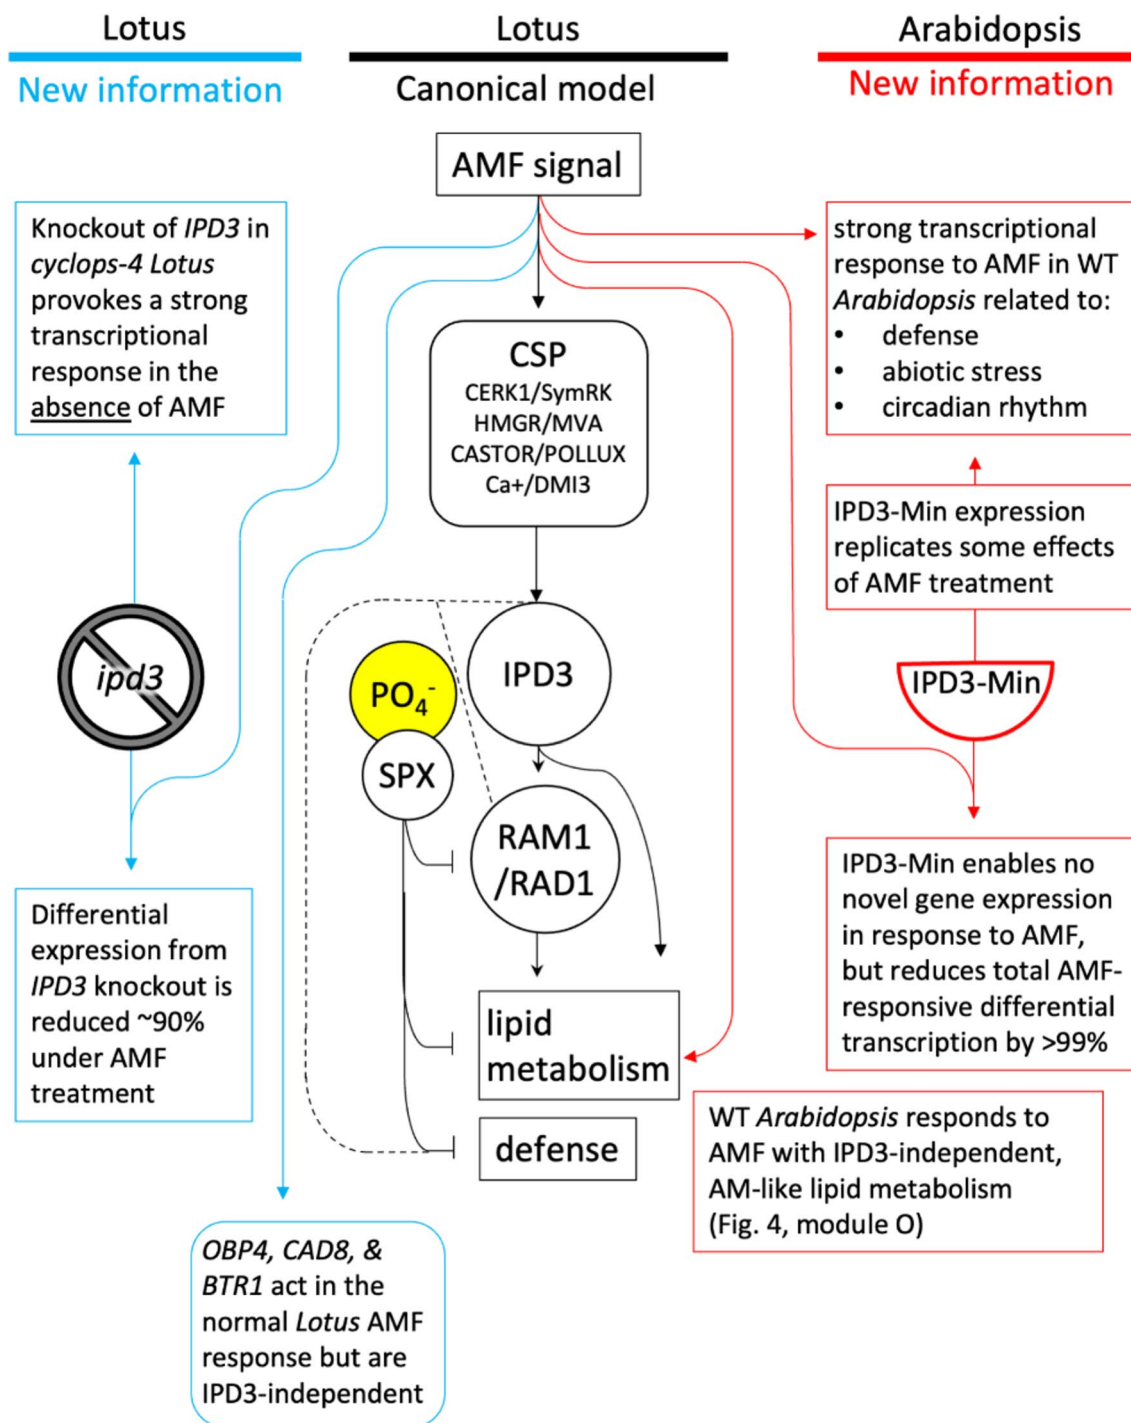 Lotus
New information
Knockout of IPD3 in
cyclops-4 Lotus
provokes a strong
transcriptional
response in the
absence of AMF
ipd3
Differential
expression from
IPD3 knockout is
reduced ~90%
under AMF
treatment
OBP4, CAD8, &
BTR1 act in the
normal Lotus AMF
response but are
IPD3-independent
Lotus
Canonical model
AMF signal
CSP
CERK1/SymRK
HMGR/MVA
CASTOR/POLLUX
Ca+/DMI3
IPD3
PO₄⁻
SPX
RAM1
/RAD1
lipid
metabolism
defense
Arabidopsis
New information
strong transcriptional
response to AMF in WT
Arabidopsis related to:
• defense
• abiotic stress
• circadian rhythm
IPD3-Min expression
replicates some effects
of AMF treatment
IPD3-Min
IPD3-Min enables no
novel gene expression
in response to AMF,
but reduces total AMF-
responsive differential
transcription by >99%
WT Arabidopsis responds to
AMF with IPD3-independent,
AM-like lipid metabolism
(Fig. 4, module O)